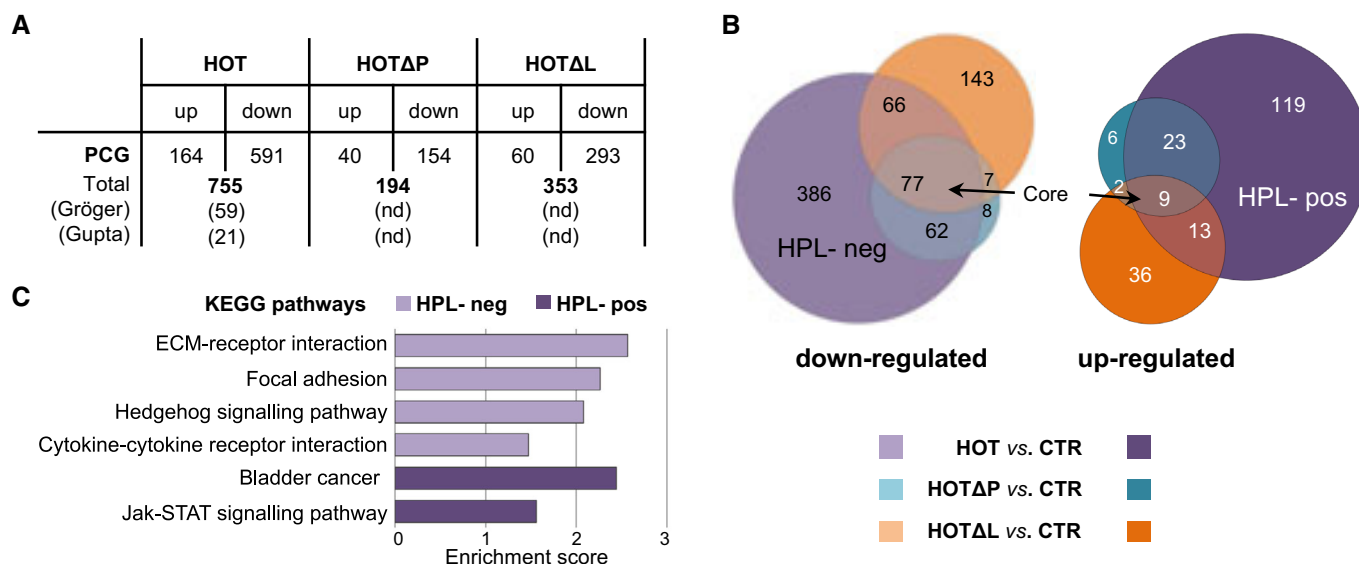 A
HOT HOTΔP HOTΔL
up down up down up down
PCG 164 591 40 154 60 293
Total 755 194 353
(Gröger) (59) (nd) (nd)
(Gupta) (21) (nd) (nd)
B
143
66
386
77
7
8
62
HPL- neg
Core
119
6
23
2
9
HPL- pos
13
36
down-regulated up-regulated
HOT vs. CTR
HOTΔP vs. CTR
HOTΔL vs. CTR
C
KEGG pathways HPL- neg HPL- pos
ECM-receptor interaction
Focal adhesion
Hedgehog signalling pathway
Cytokine-cytokine receptor interaction
Bladder cancer
Jak-STAT signalling pathway
0 1 2 3
Enrichment score